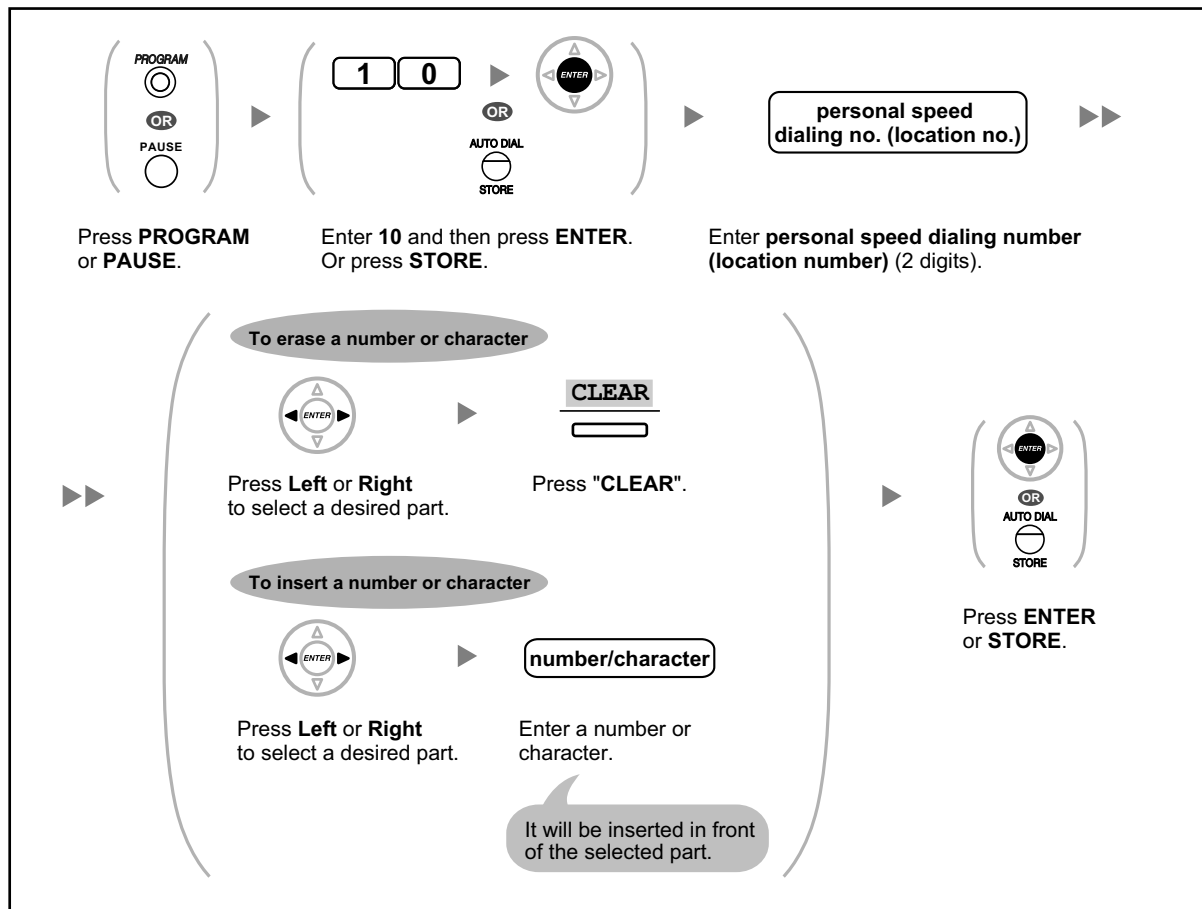 PROGRAM
OR
PAUSE
1 0
ENTER
OR
AUTO DIAL
STORE
personal speed
dialing no. (location no.)
Press PROGRAM
or PAUSE.
Enter 10 and then press ENTER.
Or press STORE.
Enter personal speed dialing number
(location number) (2 digits).
To erase a number or character
ENTER
CLEAR
Press Left or Right
to select a desired part.
Press "CLEAR".
To insert a number or character
ENTER
number/character
Press Left or Right
to select a desired part.
Enter a number or
character.
It will be inserted in front
of the selected part.
ENTER
OR
AUTO DIAL
STORE
Press ENTER
or STORE.